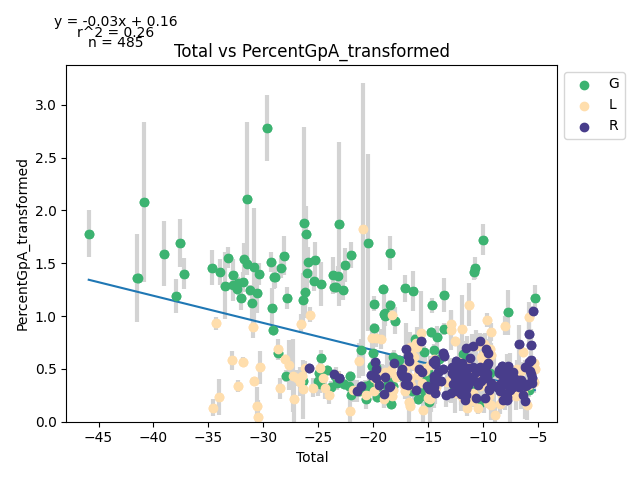 y = -0.03x + 0.16
r^2 = 0.26
n = 485
Total vs PercentGpA_transformed
G
L
R
PercentGpA_transformed
3.0
2.5
2.0
1.5
1.0
0.5
0.0
−45 −40 −35 −30 −25 −20 −15 −10 −5
Total